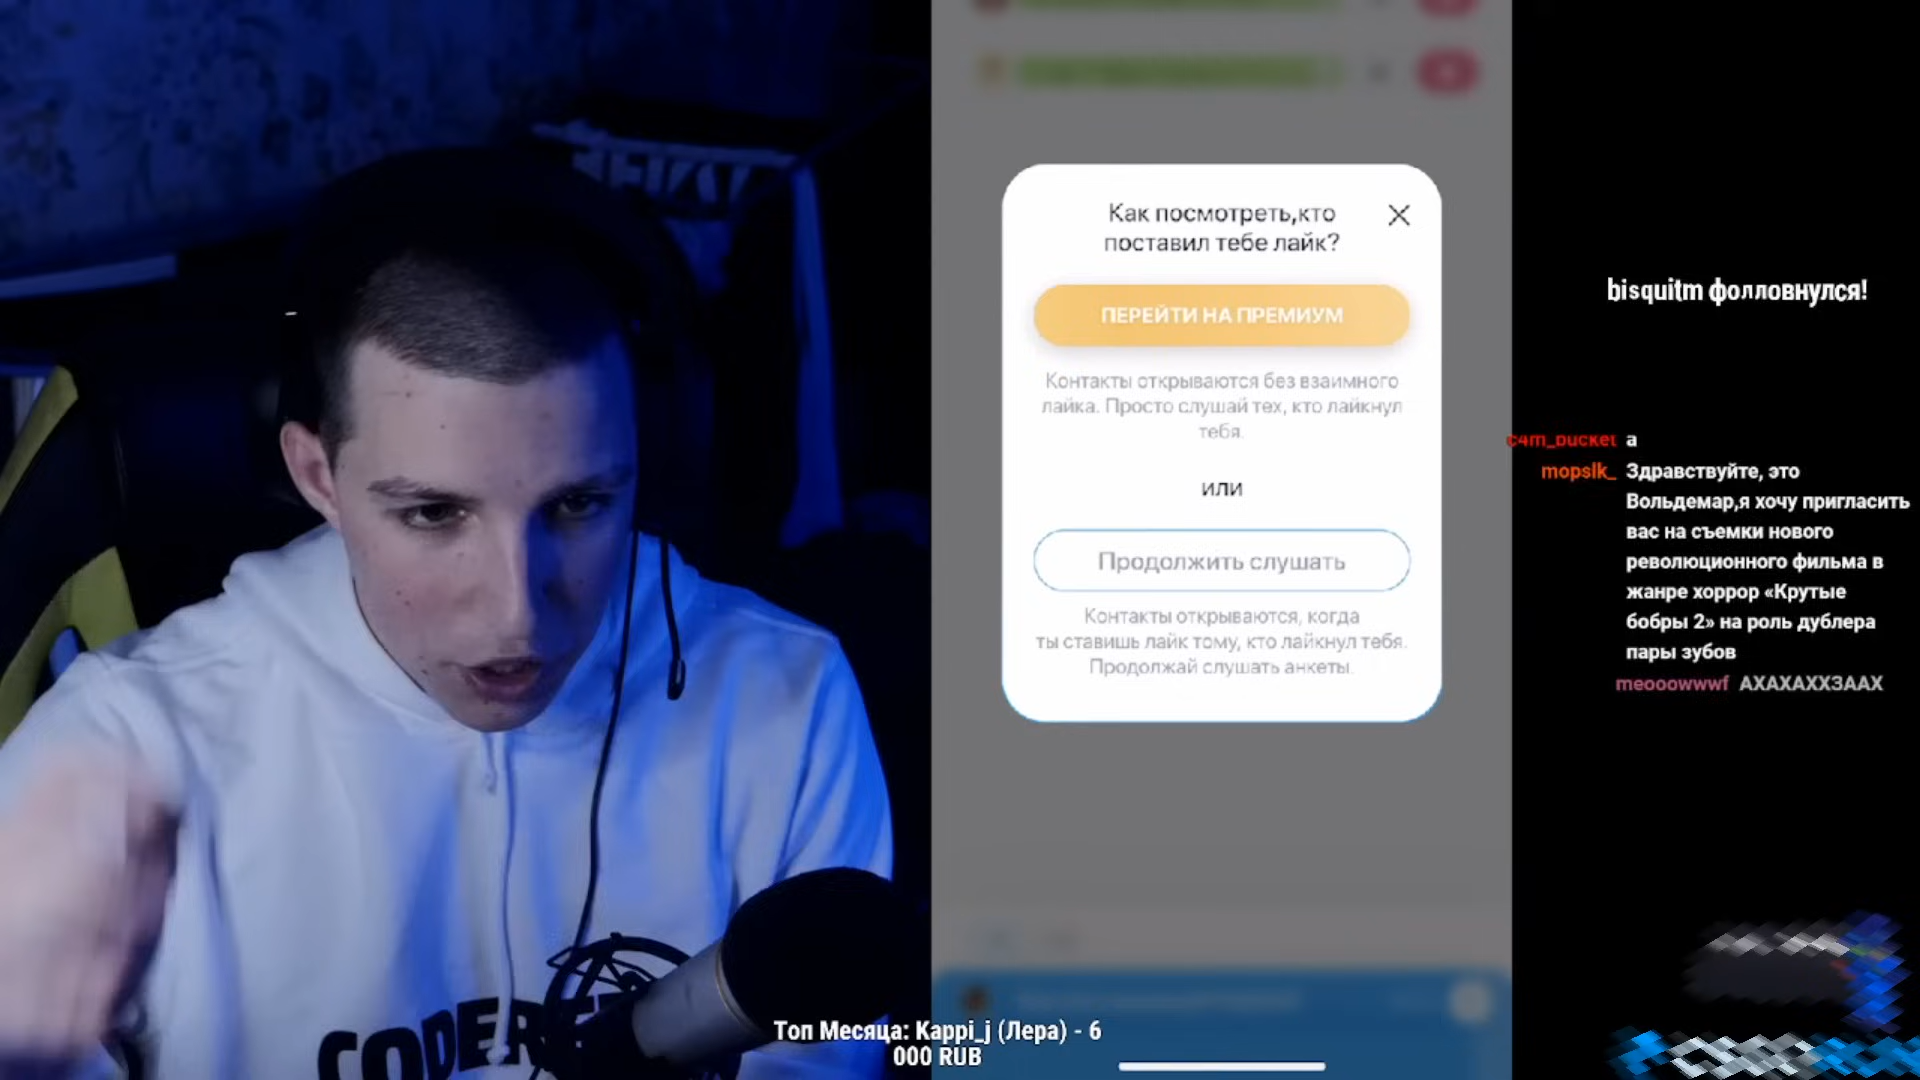 Как посмотреть,кто
поставил тебе лайк?
ПЕРЕЙТИ НА ПРЕМИУМ
Контакты открываются без взаимного
лайка. Просто слушай тех, кто лайкнул
тебя.
или
Продолжить слушать
Контакты открываются, когда
ты ставишь лайк тому, кто лайкнул тебя.
Продолжай слушать анкеты.
bisquitm фолловнулся!
c4m_bucket а
mopslk_ Здравствуйте, это
Вольдемар,я хочу пригласить
вас на съемки нового
революционного фильма в
жанре хоррор «Крутые
бобры 2» на роль дублера
пары зубов
meooowwwf АХАХАХХЗААХ
Топ Месяца: Kappi_j (Лера) - 6
000 RUB